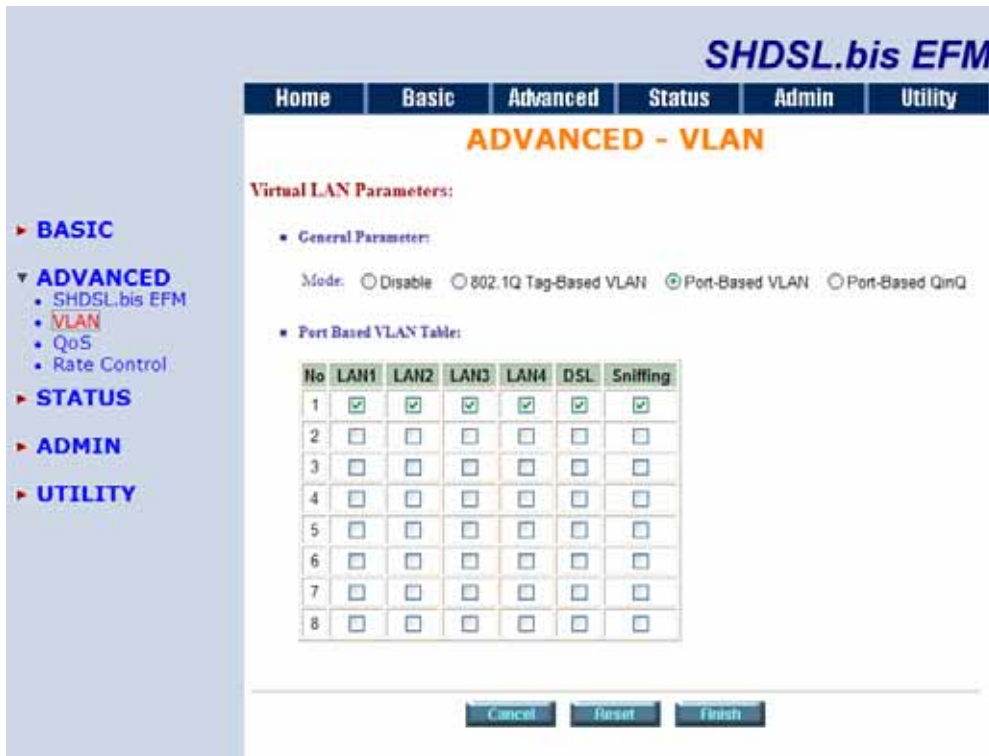 SHDSL.bis EFM
Home Basic Advanced Status Admin Utility
ADVANCED - VLAN
Virtual LAN Parameters:
BASIC
ADVANCED
SHDSL.bis EFM
VLAN
QoS
Rate Control
STATUS
ADMIN
UTILITY
General Parameter:
Mode: Disable 802.1Q Tag-Based VLAN Port-Based VLAN Port-Based QinQ
Port Based VLAN Table:
No LAN1 LAN2 LAN3 LAN4 DSL Sniffing
1
2
3
4
5
6
7
8
Cancel Reset Finish